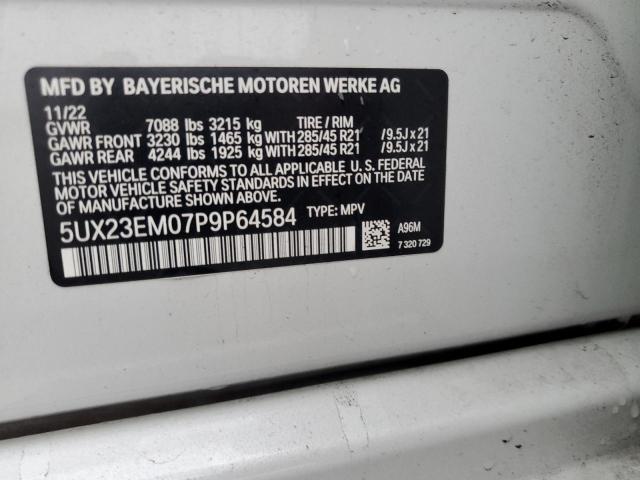 MFD BY BAYERISCHE MOTOREN WERKE AG
11/22
GVWR 7088 lbs 3215 kg TIRE / RIM
GAWR FRONT 3230 lbs 1465 kg WITH 285/45 R21 /9.5J x 21
GAWR REAR 4244 lbs 1925 kg WITH 285/45 R21 /9.5J x 21
THIS VEHICLE CONFORMS TO ALL APPLICABLE U. S. FEDERAL
MOTOR VEHICLE SAFETY STANDARDS IN EFFECT ON THE DATE
OF MANUFACTURE SHOWN ABOVE.
5UX23EM07P9P64584 TYPE: MPV
A96M
7 320 729